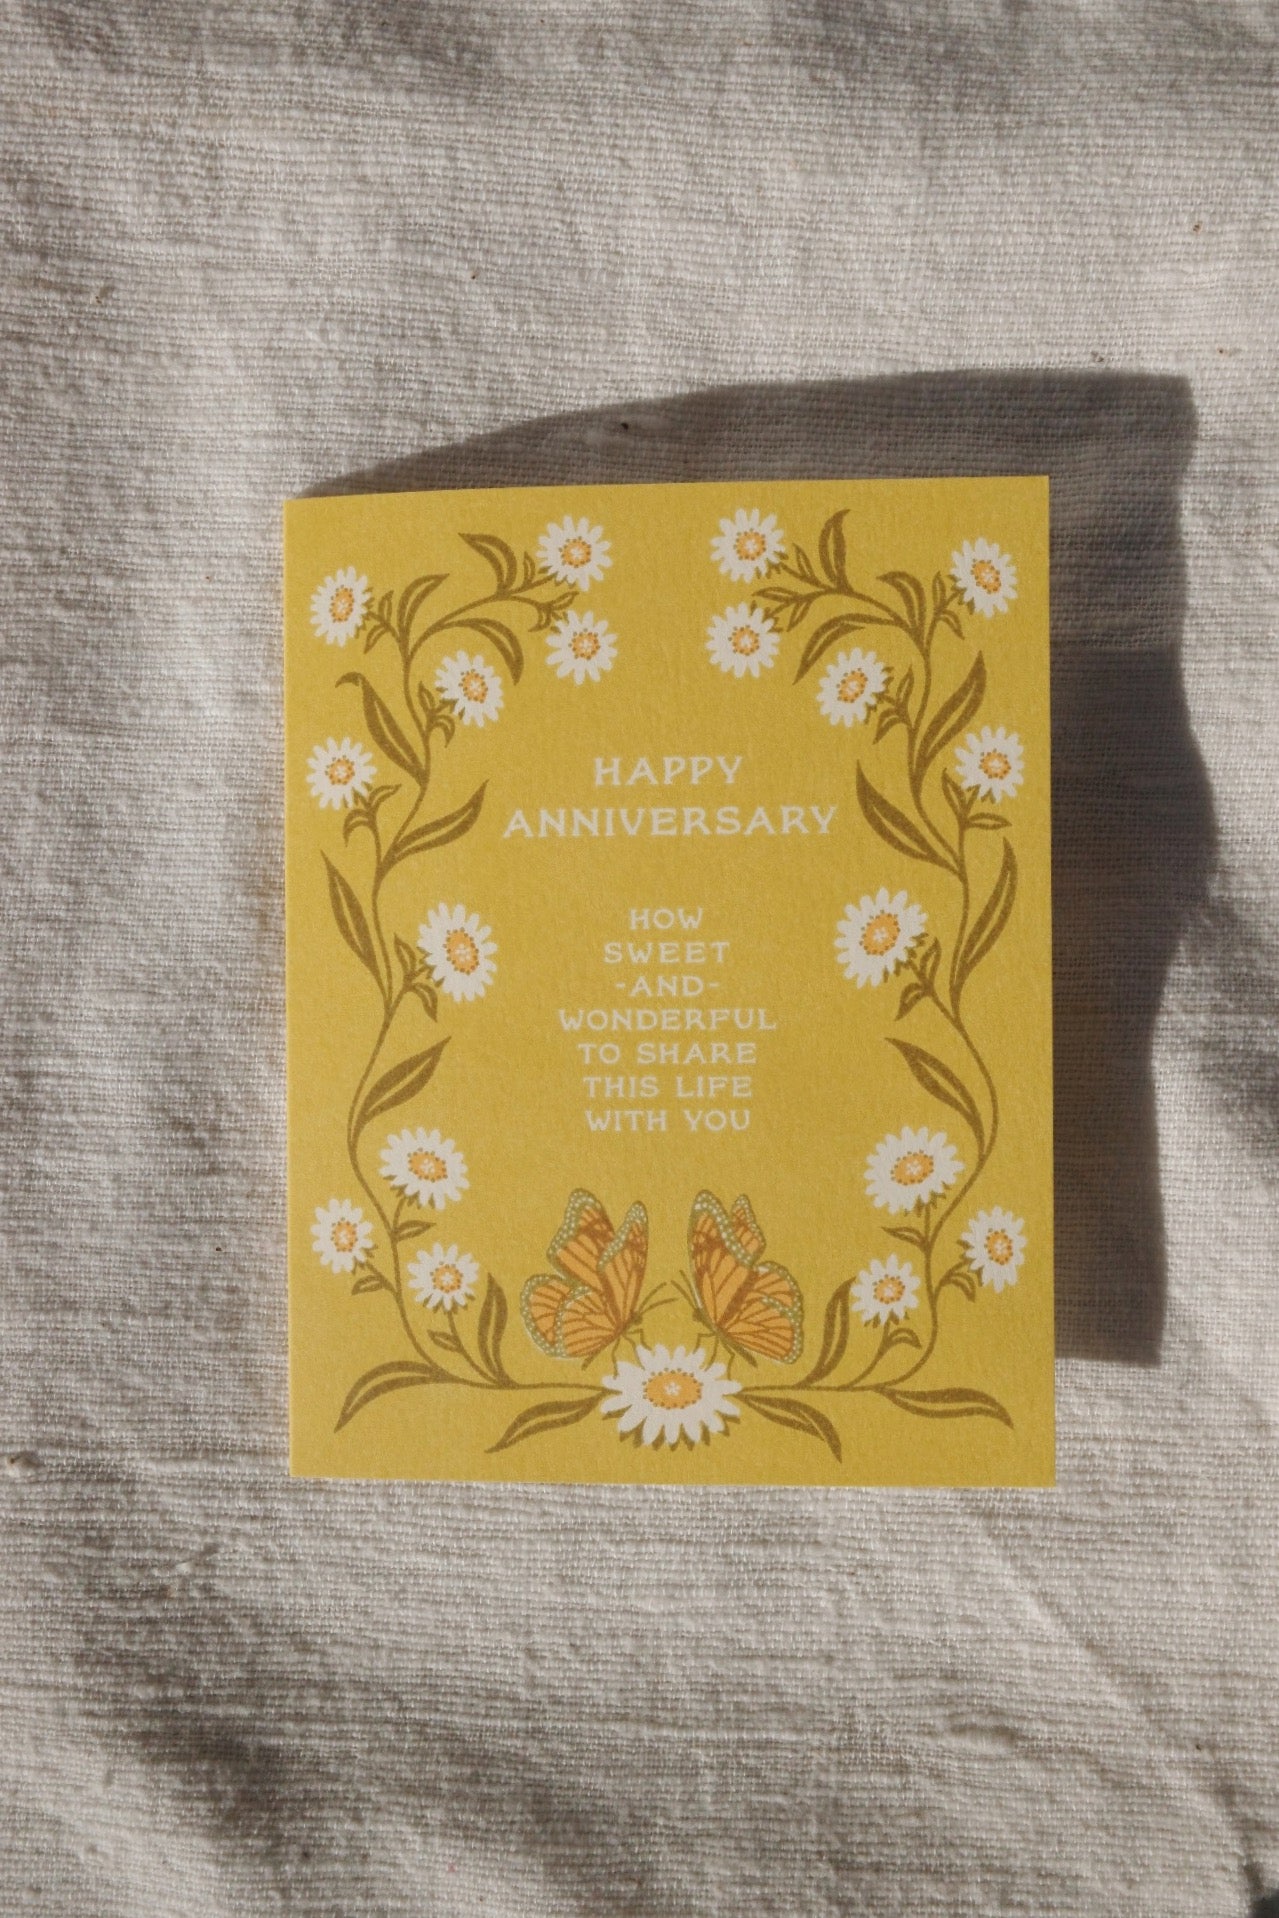 HAPPY
ANNIVERSARY
HOW
SWEET
-AND-
WONDERFUL
TO SHARE
THIS LIFE
WITH YOU